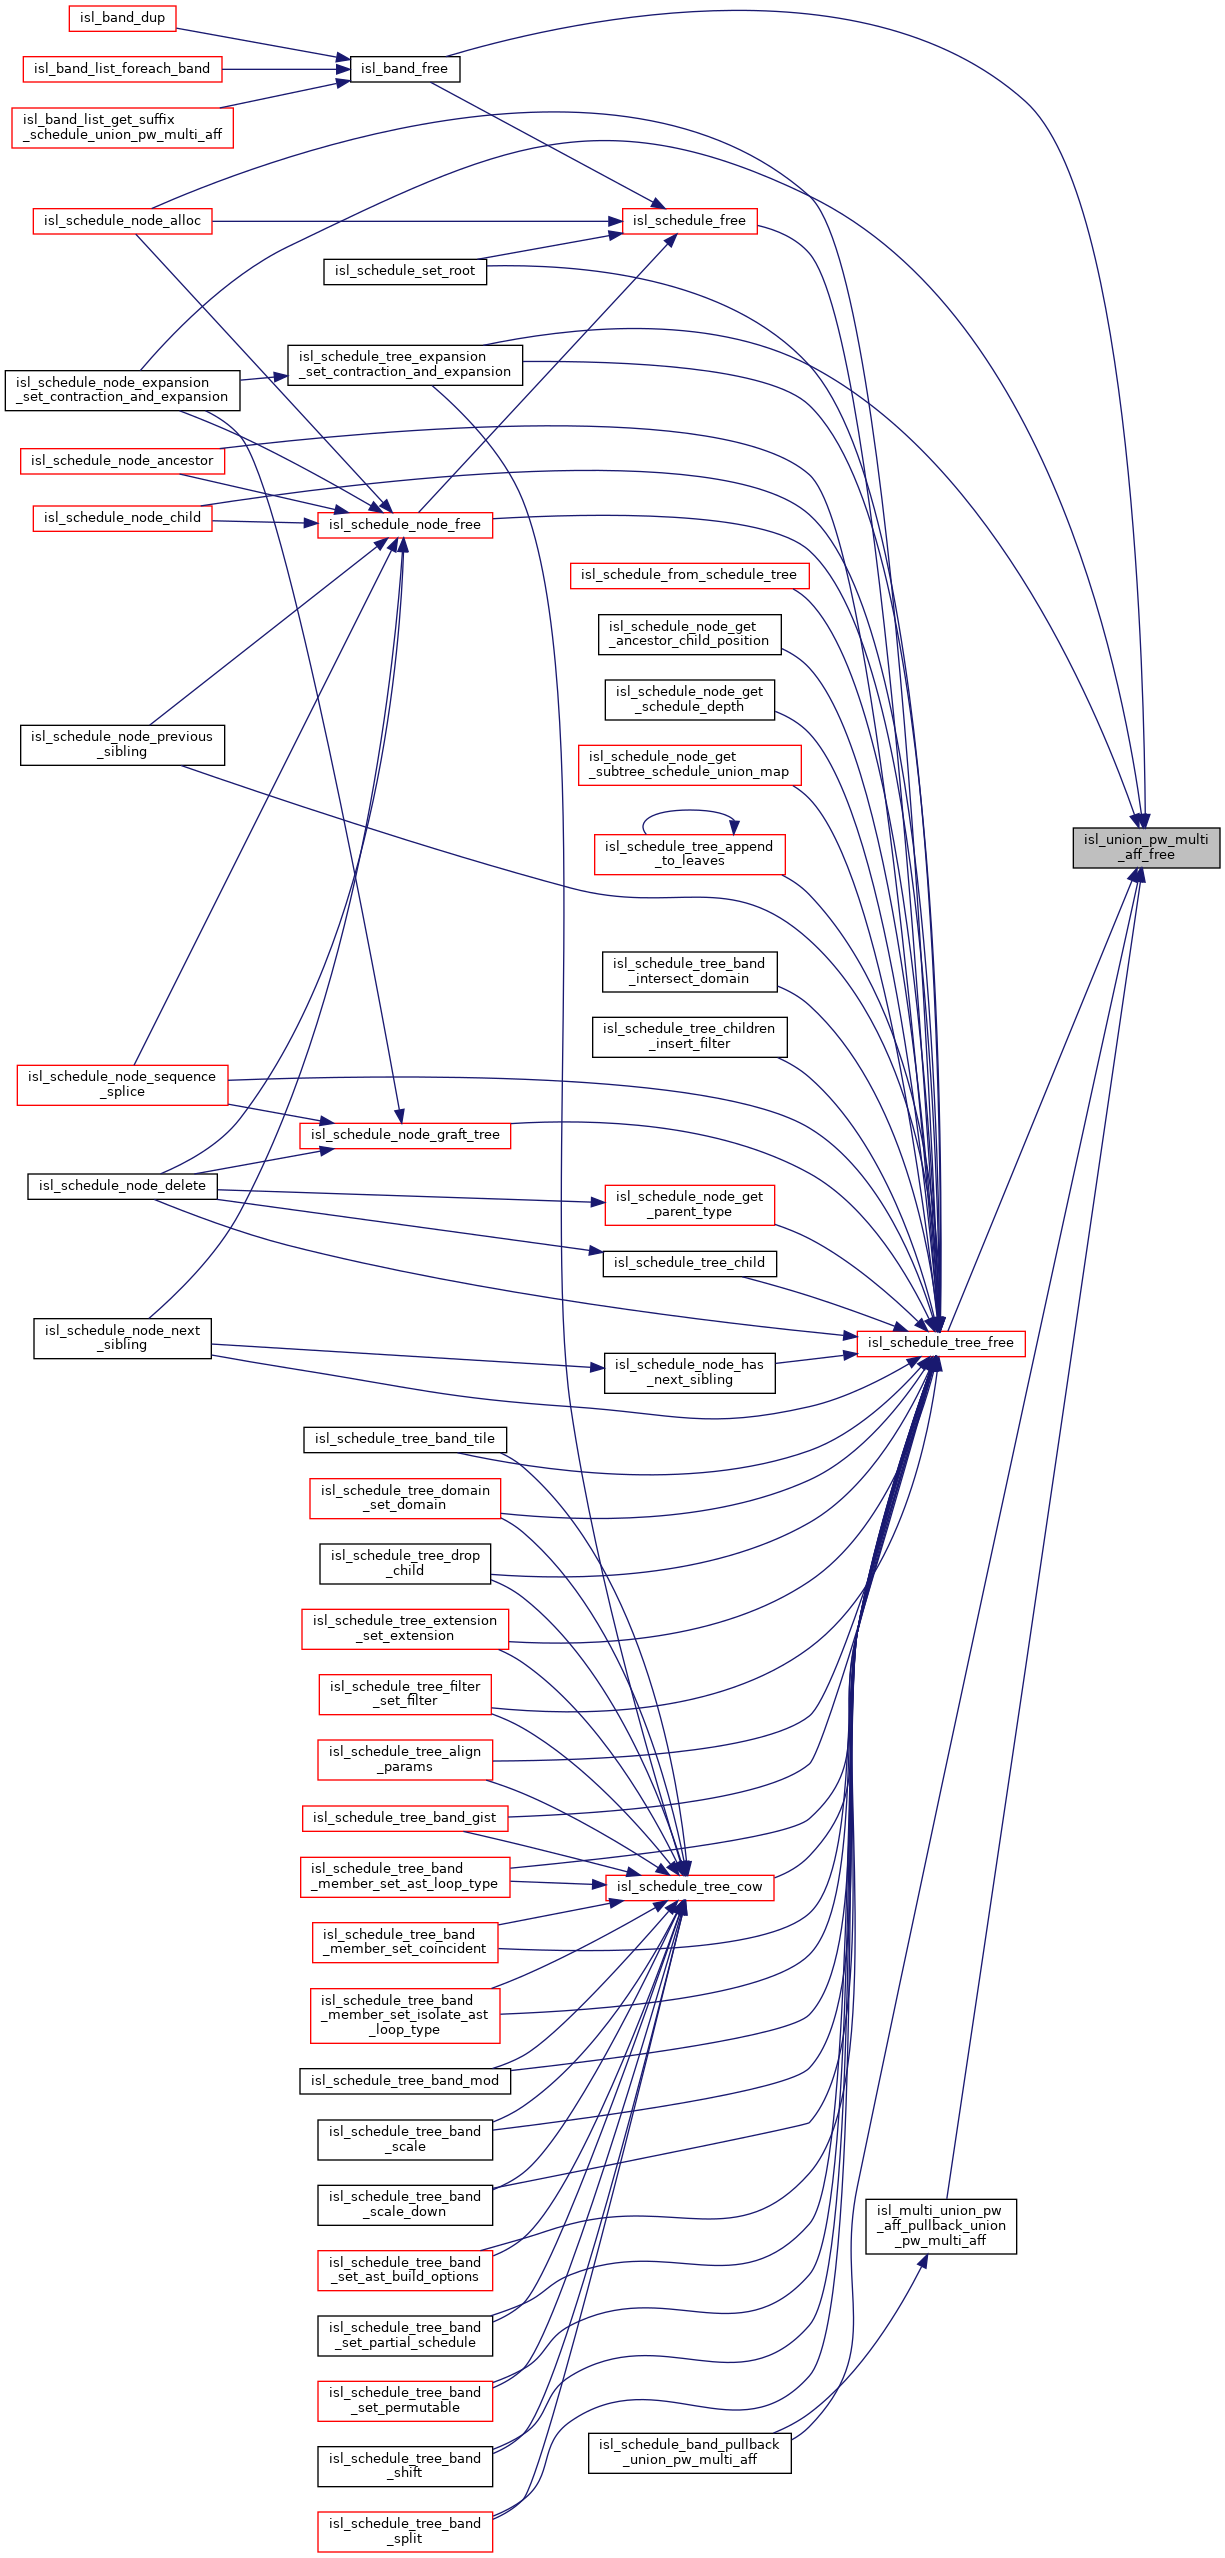 isl_band_dup
isl_band_list_foreach_band
isl_band_free
isl_band_list_get_suffix
_schedule_union_pw_multi_aff
isl_schedule_node_alloc
isl_schedule_free
isl_schedule_set_root
isl_schedule_tree_expansion
_set_contraction_and_expansion
isl_schedule_node_expansion
_set_contraction_and_expansion
isl_schedule_node_ancestor
isl_schedule_node_child
isl_schedule_node_free
isl_schedule_from_schedule_tree
isl_schedule_node_get
_ancestor_child_position
isl_schedule_node_get
_schedule_depth
isl_schedule_node_previous
_sibling
isl_schedule_node_get
_subtree_schedule_union_map
isl_schedule_tree_append
_to_leaves
isl_union_pw_multi
_aff_free
isl_schedule_tree_band
_intersect_domain
isl_schedule_tree_children
_insert_filter
isl_schedule_node_sequence
_splice
isl_schedule_node_graft_tree
isl_schedule_node_delete
isl_schedule_node_get
_parent_type
isl_schedule_tree_child
isl_schedule_node_next
_sibling
isl_schedule_tree_free
isl_schedule_node_has
_next_sibling
isl_schedule_tree_band_tile
isl_schedule_tree_domain
_set_domain
isl_schedule_tree_drop
_child
isl_schedule_tree_extension
_set_extension
isl_schedule_tree_filter
_set_filter
isl_schedule_tree_align
_params
isl_schedule_tree_band_gist
isl_schedule_tree_band
_member_set_ast_loop_type
isl_schedule_tree_cow
isl_schedule_tree_band
_member_set_coincident
isl_schedule_tree_band
_member_set_isolate_ast
_loop_type
isl_schedule_tree_band_mod
isl_schedule_tree_band
_scale
isl_schedule_tree_band
_scale_down
isl_multi_union_pw
_aff_pullback_union
_pw_multi_aff
isl_schedule_tree_band
_set_ast_build_options
isl_schedule_tree_band
_set_partial_schedule
isl_schedule_tree_band
_set_permutable
isl_schedule_band_pullback
_union_pw_multi_aff
isl_schedule_tree_band
_shift
isl_schedule_tree_band
_split